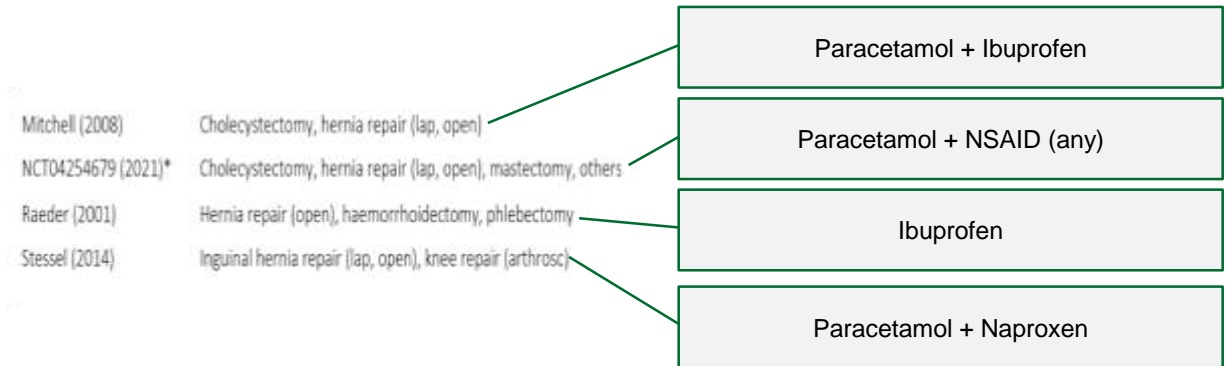 Paracetamol + Ibuprofen
Mitchell (2008) Cholecystectomy, hernia repair (lap, open)
Paracetamol + NSAID (any)
NCT04254679 (2021)* Cholecystectomy, hernia repair (lap, open), mastectomy, others
Raeder (2001) Hernia repair (open), haemorrhoidectomy, phlebectomy
Ibuprofen
Stessel (2014) Inguinal hernia repair (lap, open), knee repair (arthrosc)
Paracetamol + Naproxen